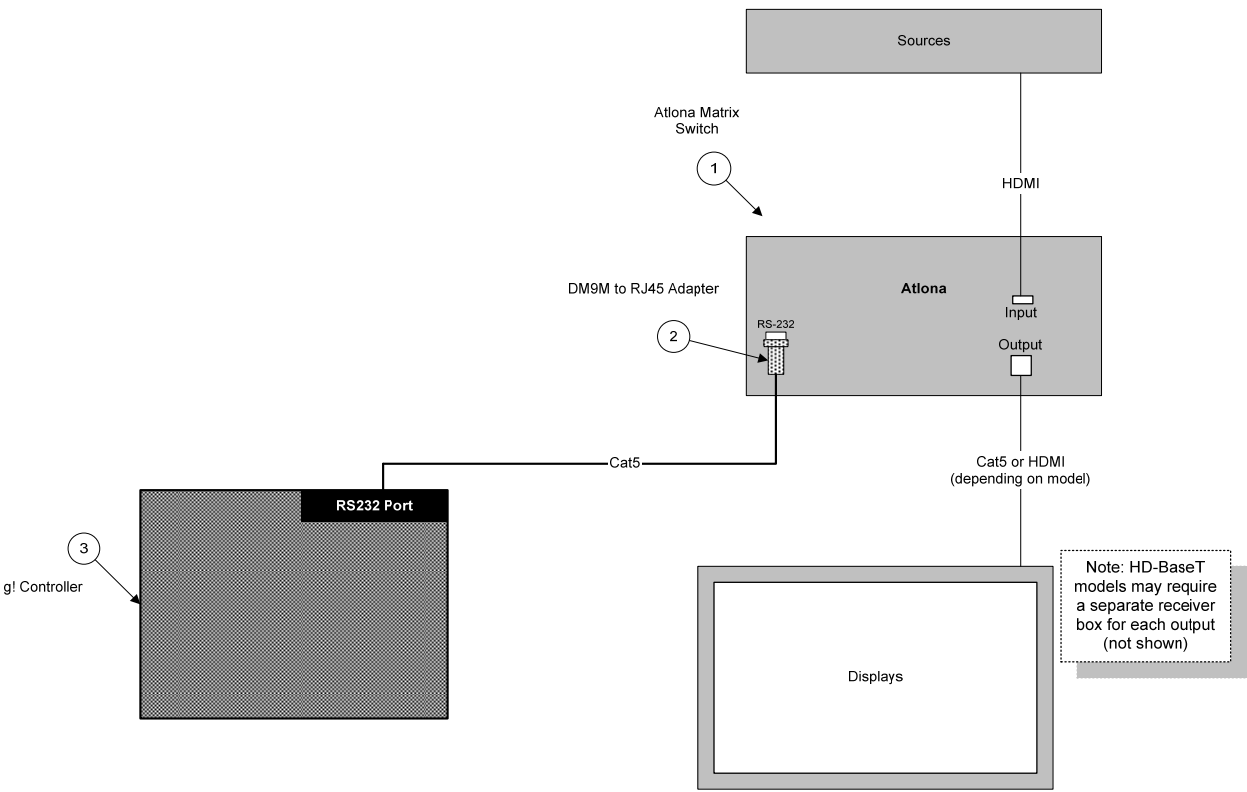 Sources
Atlona Matrix
Switch
1
HDMI
DM9M to RJ45 Adapter
Atlona
Input
RS-232
2
Output
Cat5
Cat5 or HDMI
(depending on model)
RS232 Port
3
g! Controller
Note: HD-BaseT
models may require
a separate receiver
box for each output
(not shown)
Displays